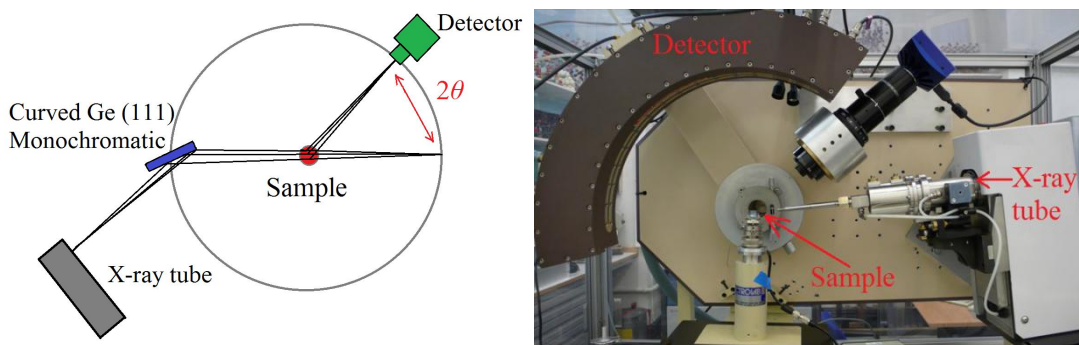 Detector
2θ
Curved Ge (111)
Monochromatic
Sample
X-ray tube
Detector
X-ray
tube
Sample